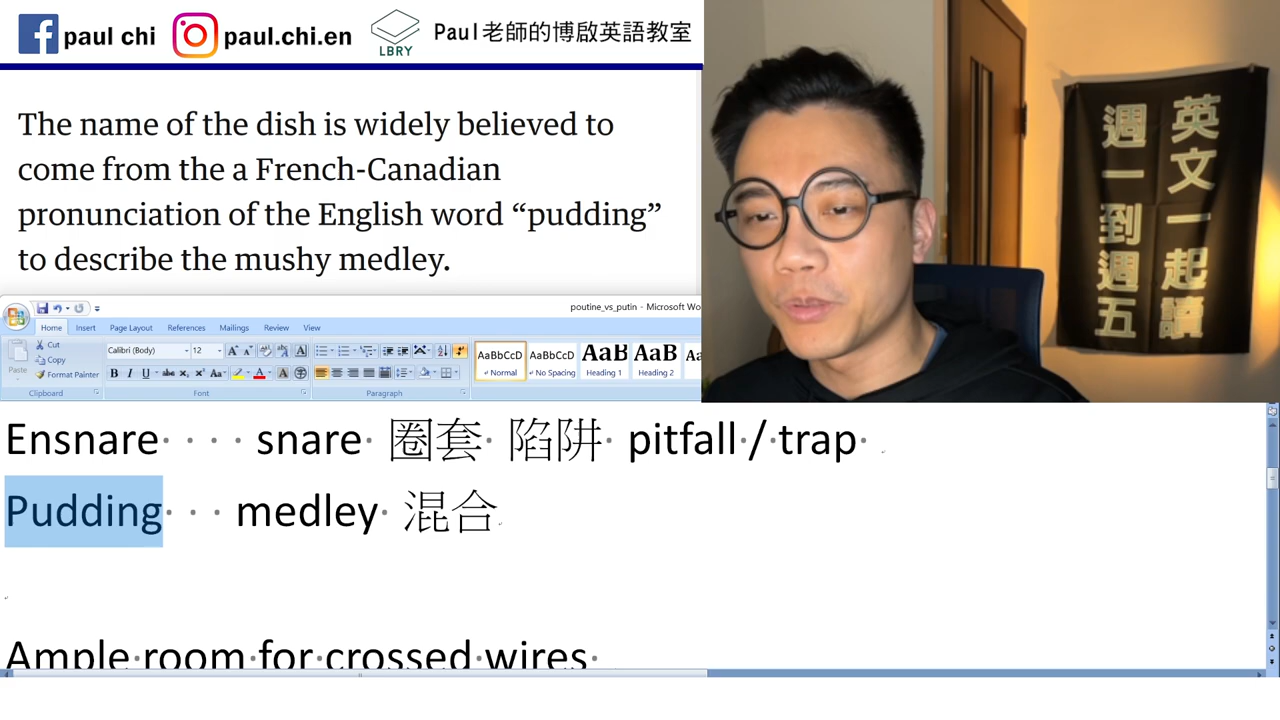 paul chi paul.chi.en LBRY Paul老師的博啟英語教室
The name of the dish is widely believed to
come from the a French-Canadian
pronunciation of the English word “pudding”
to describe the mushy medley.
英文一起讀
週一到週五
poutine_vs_putin - Microsoft Wo
Home Insert Page Layout References Mailings Review View
Paste
Cut
Copy
Format Painter
Clipboard
Calibri (Body) 12
Font
Paragraph
AaBbCcD AaBbCcD AaBb AaB Aa
Normal No Spacing Heading 1 Heading 2
Ensnare snare 圈套 陷阱 pitfall / trap
Pudding medley 混合
Ample room for crossed wires